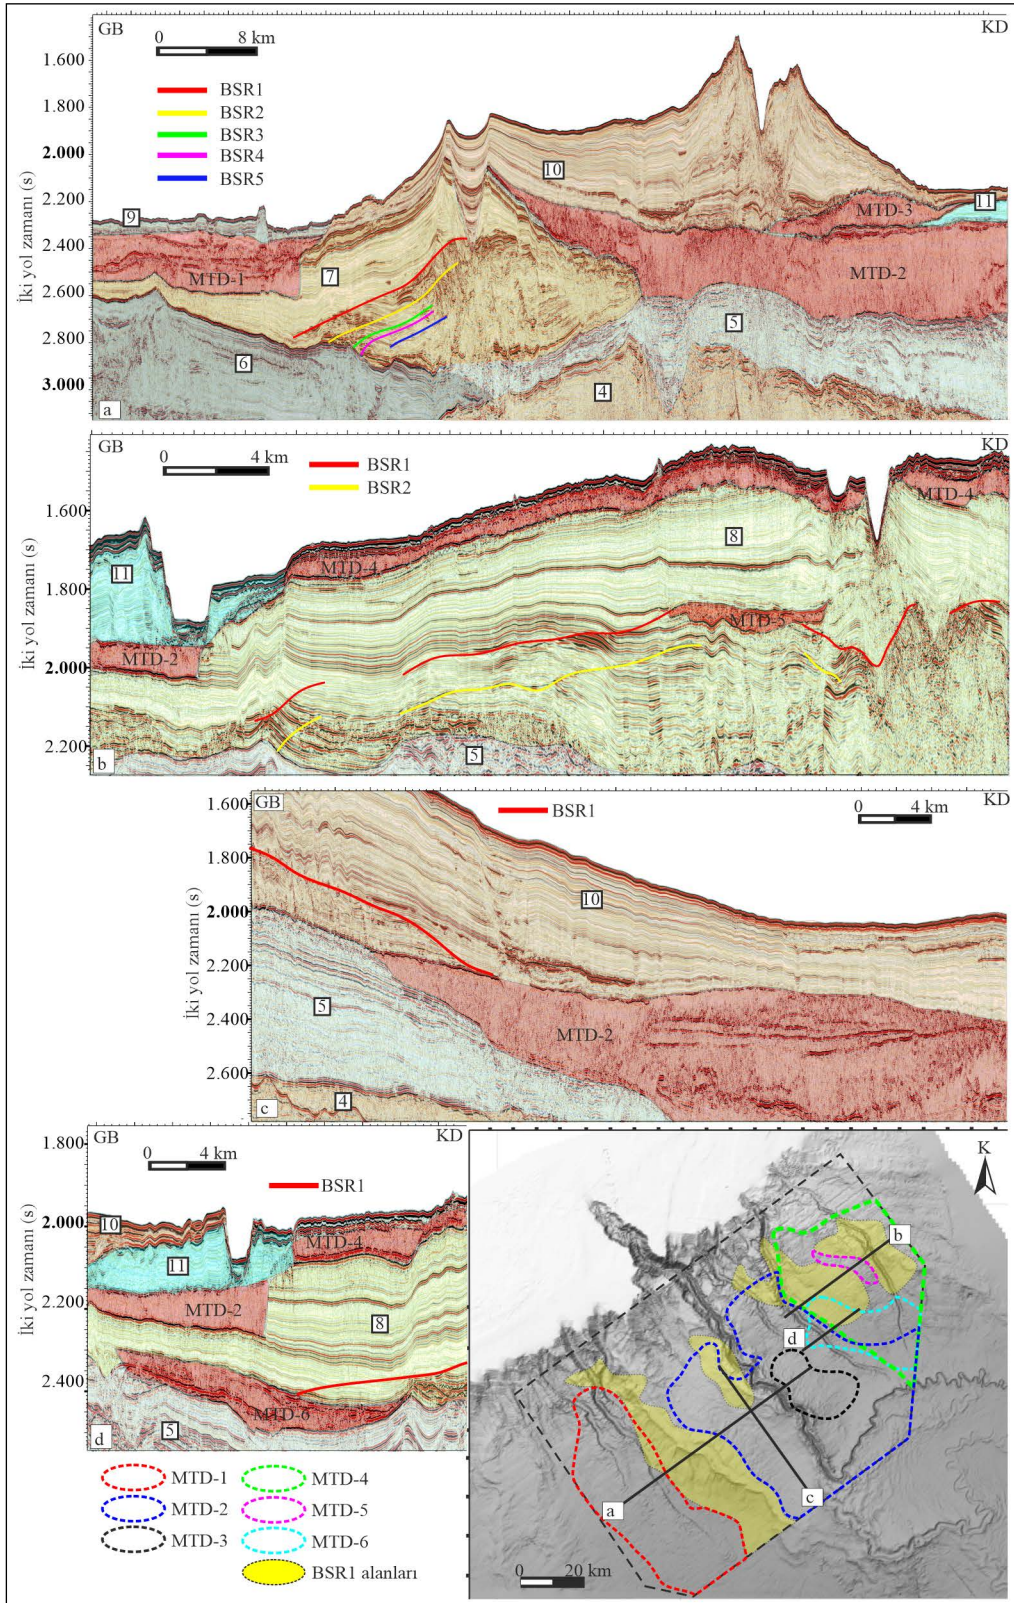 GB KD
0 8 km
BSR1
BSR2
BSR3
BSR4
BSR5
İki yol zamanı (s)
1.600
1.800
2.000
2.200
2.400
2.600
2.800
3.000
9
MTD-1
7
6
10
MTD-3
11
MTD-2
5
4
a
GB KD
0 4 km
BSR1
BSR2
İki yol zamanı (s)
1.600
1.800
2.000
2.200
11
MTD-4
8
MTD-4
MTD-2
MTD-5
5
b
GB KD
BSR1
0 4 km
İki yol zamanı (s)
1.600
1.800
2.000
2.200
2.400
2.600
10
5
MTD-2
4
c
GB KD
0 4 km
BSR1
İki yol zamanı (s)
1.800
2.000
2.200
2.400
10
11
MTD-4
MTD-2
8
MTD-6
5
d
K
b
d
a
c
0 20 km
MTD-1 MTD-4
MTD-2 MTD-5
MTD-3 MTD-6
BSR1 alanları